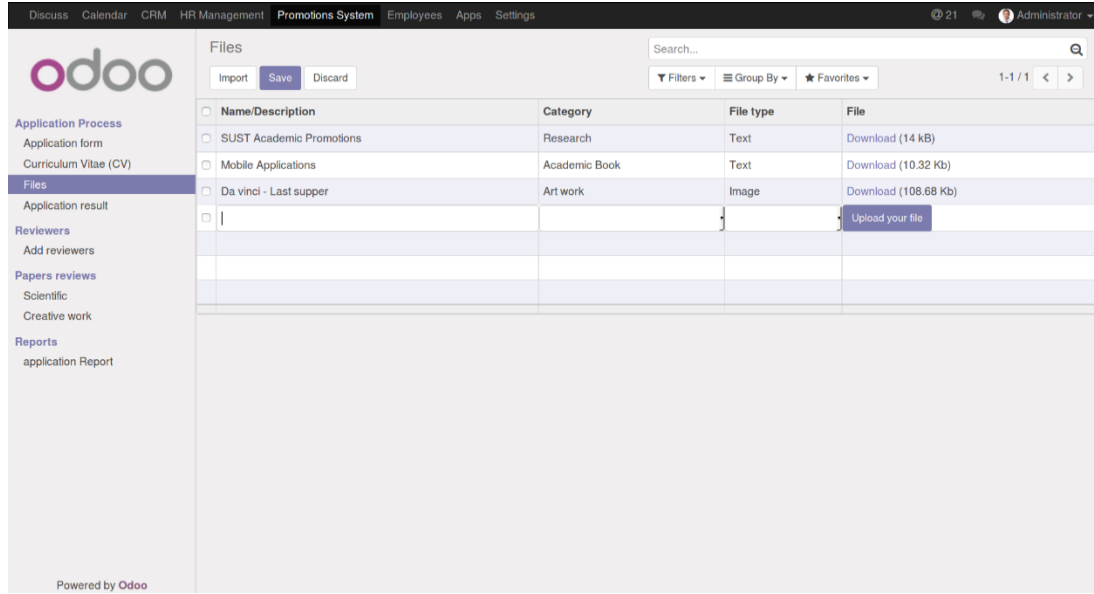 Discuss Calendar CRM HR Management Promotions System Employees Apps Settings @ 21 Administrator
odoo
Files
Search...
Import Save Discard
Filters Group By Favorites 1-1 / 1
Application Process
Application form
Curriculum Vitae (CV)
Files
Application result
Reviewers
Add reviewers
Papers reviews
Scientific
Creative work
Reports
application Report
Name/Description Category File type File
SUST Academic Promotions Research Text Download (14 kB)
Mobile Applications Academic Book Text Download (10.32 Kb)
Da vinci - Last supper Art work Image Download (108.68 Kb)
Upload your file
Powered by Odoo